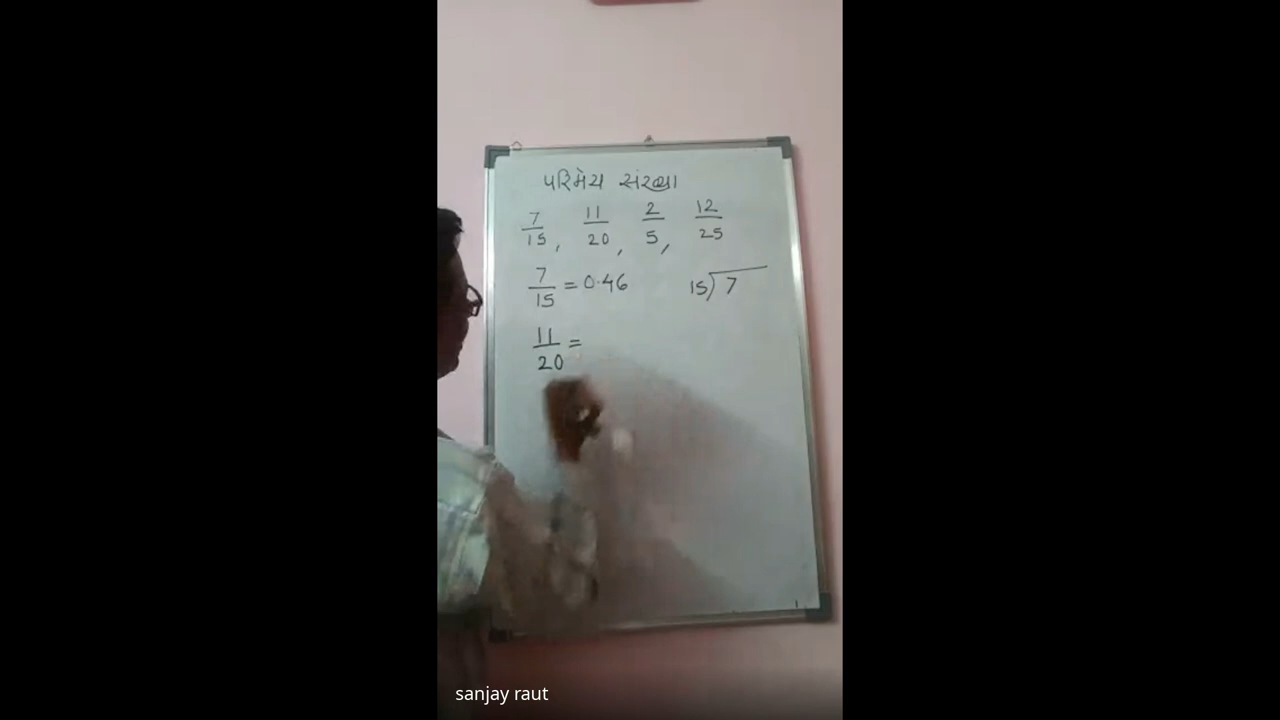 પરિમેય સંખ્યા
7/15, 11/20, 2/5, 12/25
7/15 = 0.46 15)7
11/20 =
sanjay raut